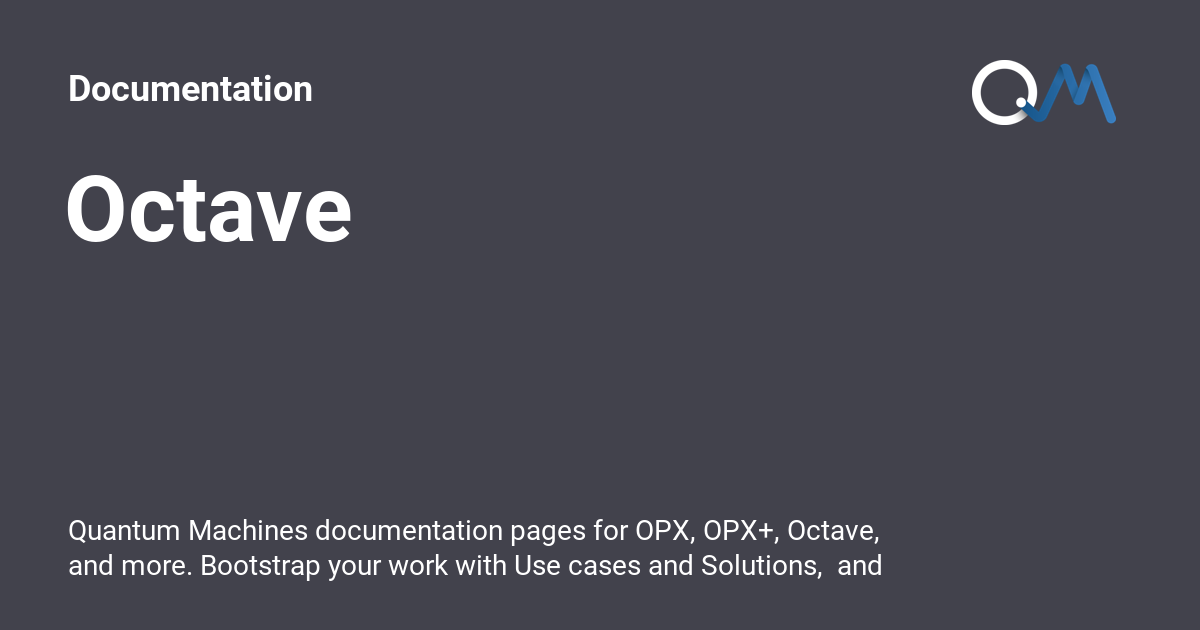 Documentation
QM
Octave
Quantum Machines documentation pages for OPX, OPX+, Octave,
and more. Bootstrap your work with Use cases and Solutions,  and